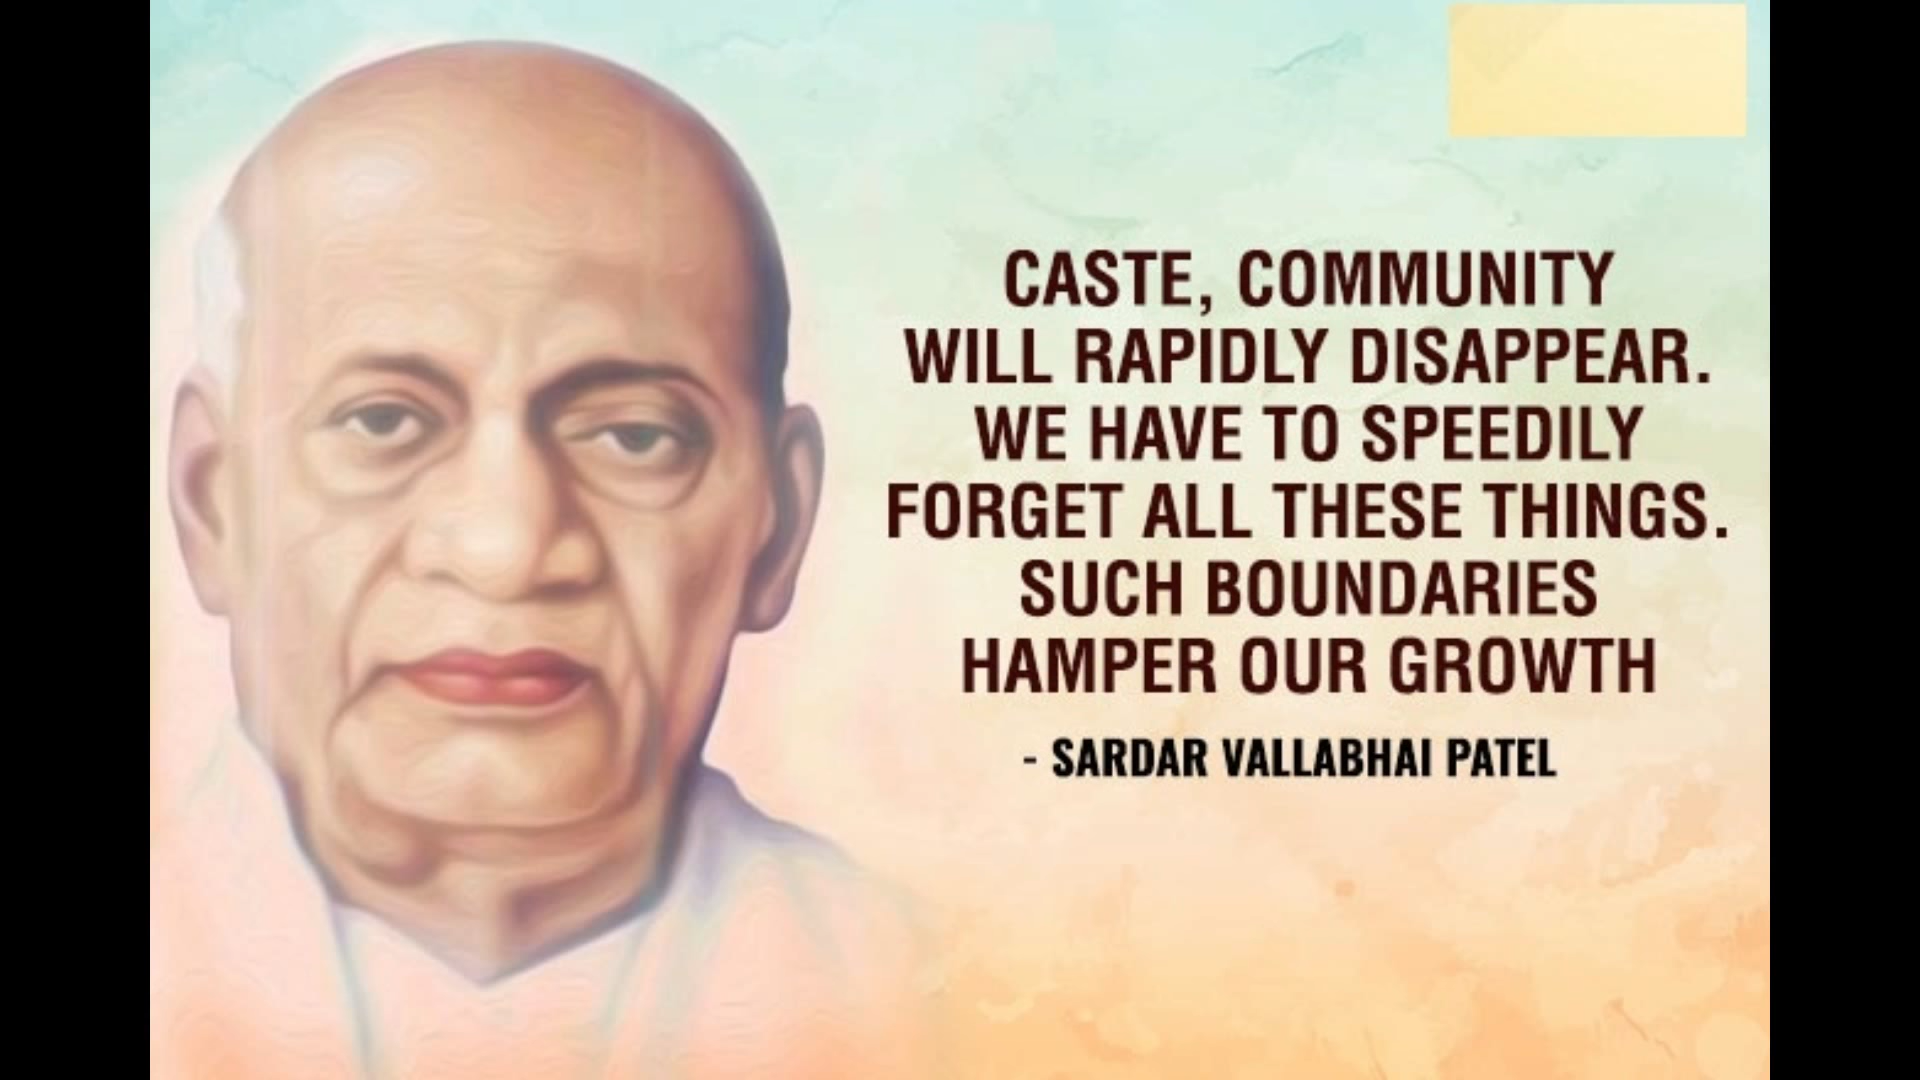 CASTE, COMMUNITY
WILL RAPIDLY DISAPPEAR.
WE HAVE TO SPEEDILY
FORGET ALL THESE THINGS.
SUCH BOUNDARIES
HAMPER OUR GROWTH
- SARDAR VALLABHAI PATEL